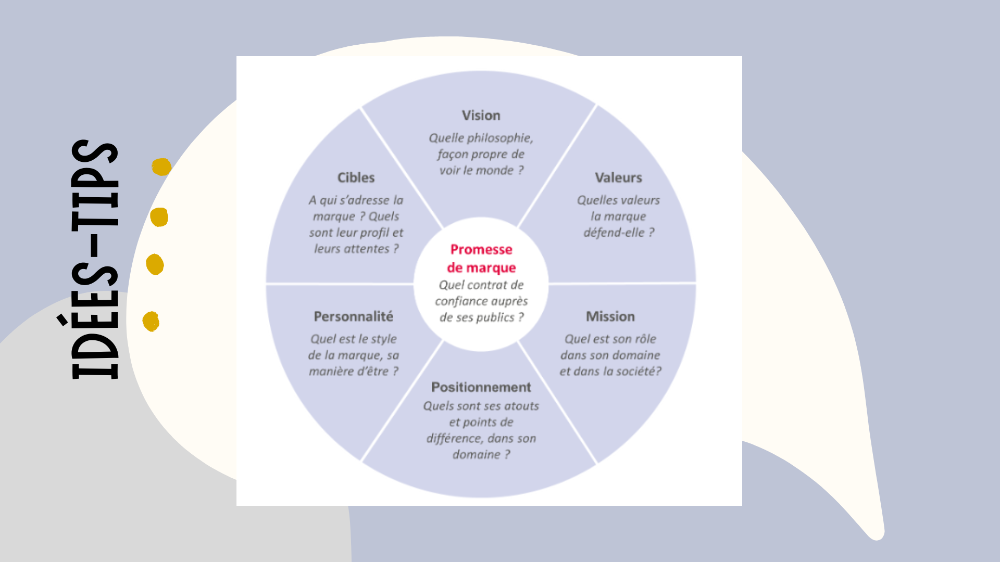 IDÉES-TIPS
Vision
Quelle philosophie,
façon propre de
voir le monde ?
Valeurs
Quelles valeurs
la marque
défend-elle ?
Mission
Quel est son rôle
dans son domaine
et dans la société?
Positionnement
Quels sont ses atouts
et points de
différence, dans son
domaine ?
Personnalité
Quel est le style
de la marque, sa
manière d’être ?
Cibles
A qui s’adresse la
marque ? Quels
sont leur profil et
leurs attentes ?
Promesse
de marque
Quel contrat de
confiance auprès
de ses publics ?